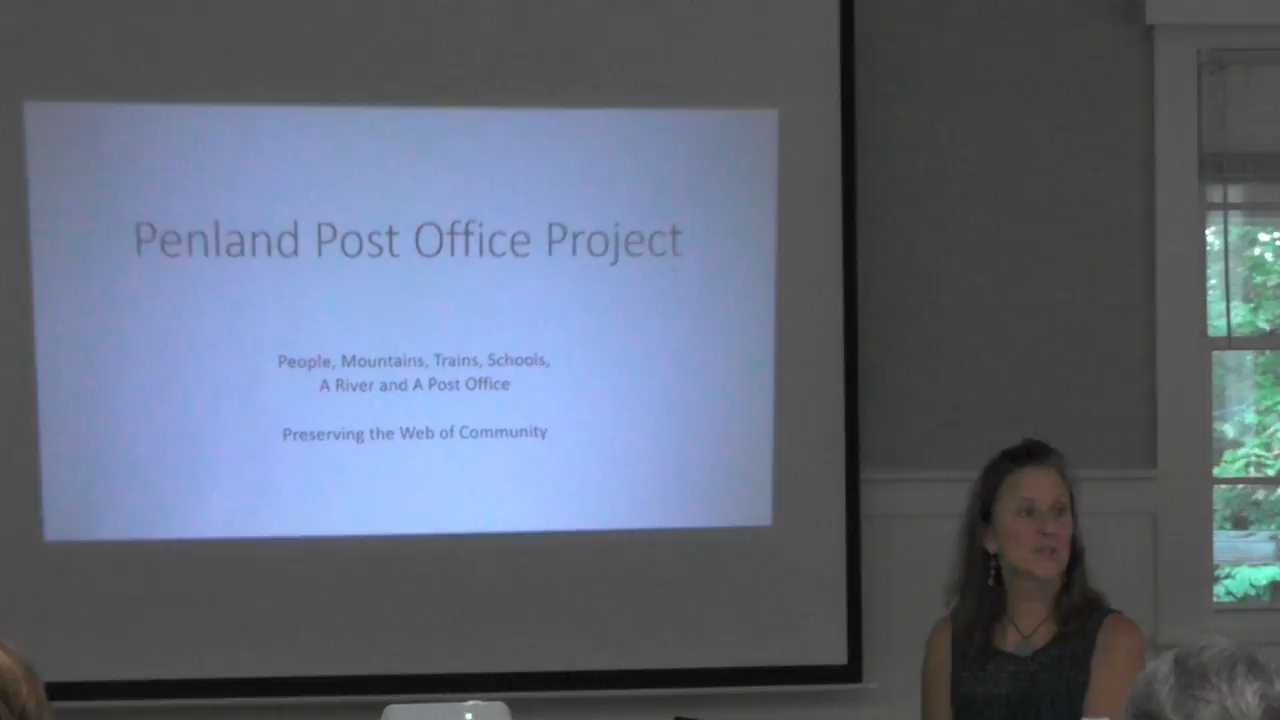 Penland Post Office Project
People, Mountains, Trains, Schools,
A River and A Post Office
Preserving the Web of Community